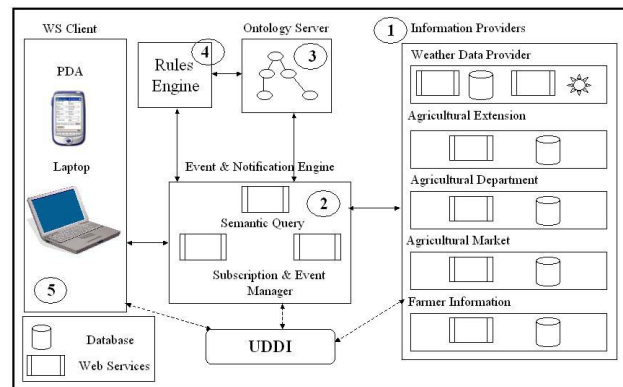 WS Client
Ontology Server
1 Information Providers
PDA
4
Rules
Engine
3
Weather Data Provider
Agricultural Extension
Laptop
Event & Notification Engine
2
Semantic Query
Agricultural Department
Subscription & Event
Manager
Agricultural Market
5
Farmer Information
Database
Web Services
UDDI